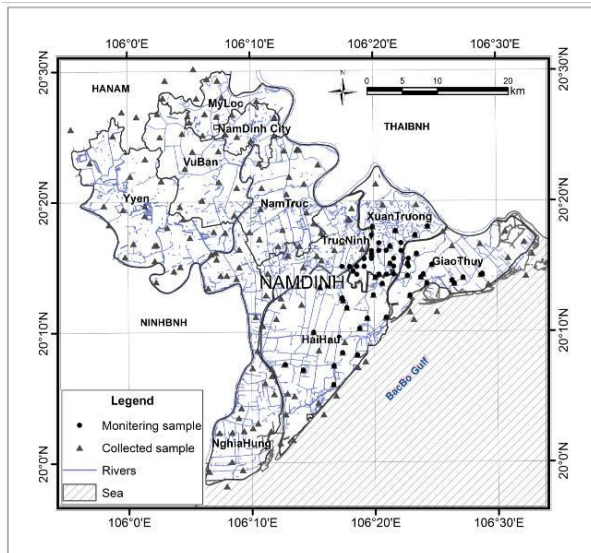 106°0'E 106°10'E 106°20'E 106°30'E
20°30'N 20°30'N
HANAM
N
0 5 10 20
km
MyLoc
NamDinh City
THAIBNH
VuBan
Yyen
20°20'N 20°20'N
NamTruc
XuanTruong
TrucNinh
GiaoThuy
NAMDINH
NINHBNH
20°10'N 20°10'N
HaiHau
BacBo Gulf
Legend
Monitering sample
Collected sample
Rivers
Sea
NghiaHung
20°0'N 20°0'N
106°0'E 106°10'E 106°20'E 106°30'E